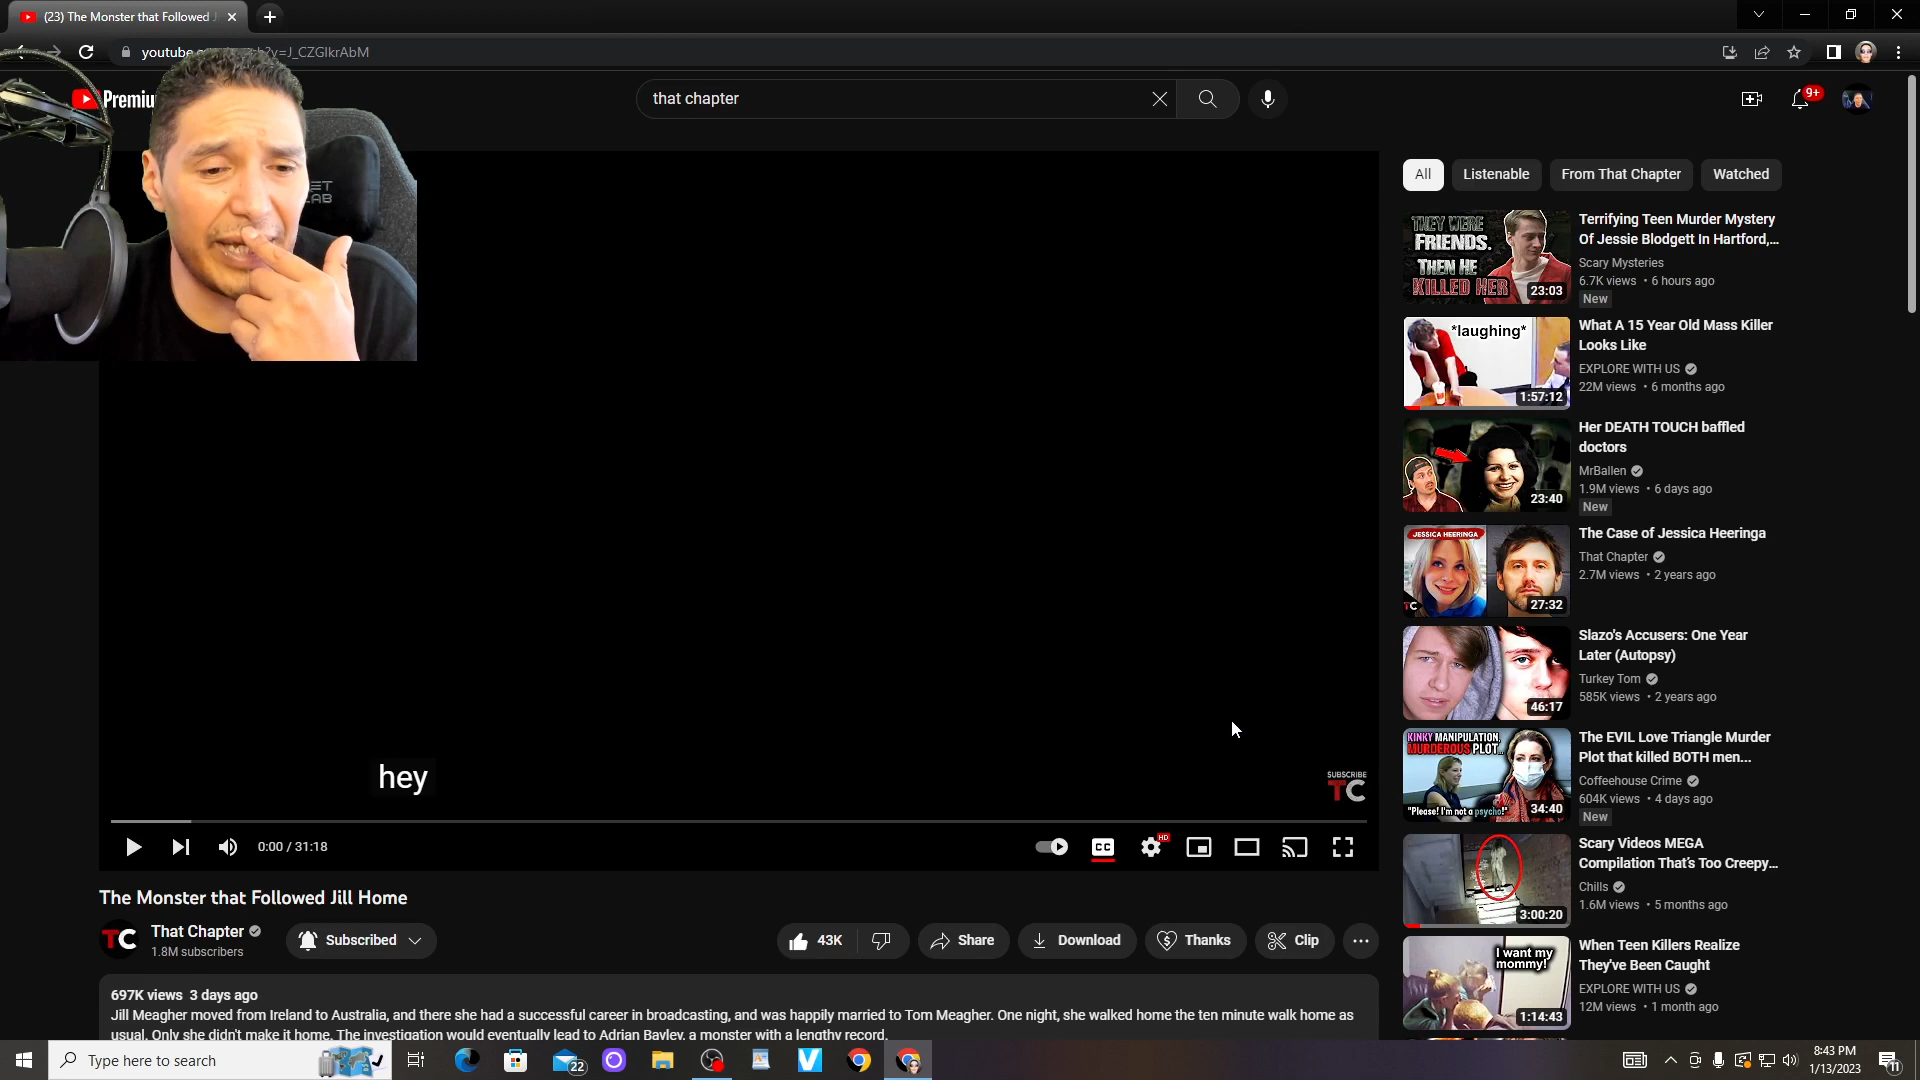 (23) The Monster that Followed J
J_CZGIkrAbM
Premiu
that chapter
9+
All
Listenable
From That Chapter
Watched
THEY WERE
FRIENDS.
THEN HE
KILLED HER
23:03
Terrifying Teen Murder Mystery
Of Jessie Blodgett In Hartford,...
Scary Mysteries
6.7K views • 6 hours ago
New
*laughing*
1:57:12
What A 15 Year Old Mass Killer
Looks Like
EXPLORE WITH US
22M views • 6 months ago
23:40
Her DEATH TOUCH baffled
doctors
MrBallen
1.9M views • 6 days ago
New
JESSICA HEERINGA
TC
27:32
The Case of Jessica Heeringa
That Chapter
2.7M views • 2 years ago
46:17
Slazo's Accusers: One Year
Later (Autopsy)
Turkey Tom
585K views • 2 years ago
KINKY MANIPULATION,
MURDEROUS PLOT...
"Please! I'm not a psycho!"
34:40
The EVIL Love Triangle Murder
Plot that killed BOTH men...
Coffeehouse Crime
604K views • 4 days ago
New
3:00:20
Scary Videos MEGA
Compilation That's Too Creepy...
Chills
1.6M views • 5 months ago
I want my
mommy!
1:14:43
When Teen Killers Realize
They've Been Caught
EXPLORE WITH US
12M views • 1 month ago
hey
SUBSCRIBE
TC
0:00 / 31:18
CC
HD
The Monster that Followed Jill Home
TC
That Chapter
1.8M subscribers
Subscribed
43K
Share
Download
Thanks
Clip
697K views 3 days ago
Jill Meagher moved from Ireland to Australia, and there she had a successful career in broadcasting, and was happily married to Tom Meagher. One night, she walked home the ten minute walk home as
usual. Only she didn't make it home. The investigation would eventually lead to Adrian Bayley, a monster with a lengthy record.
Type here to search
22
8:43 PM
1/13/2023
11